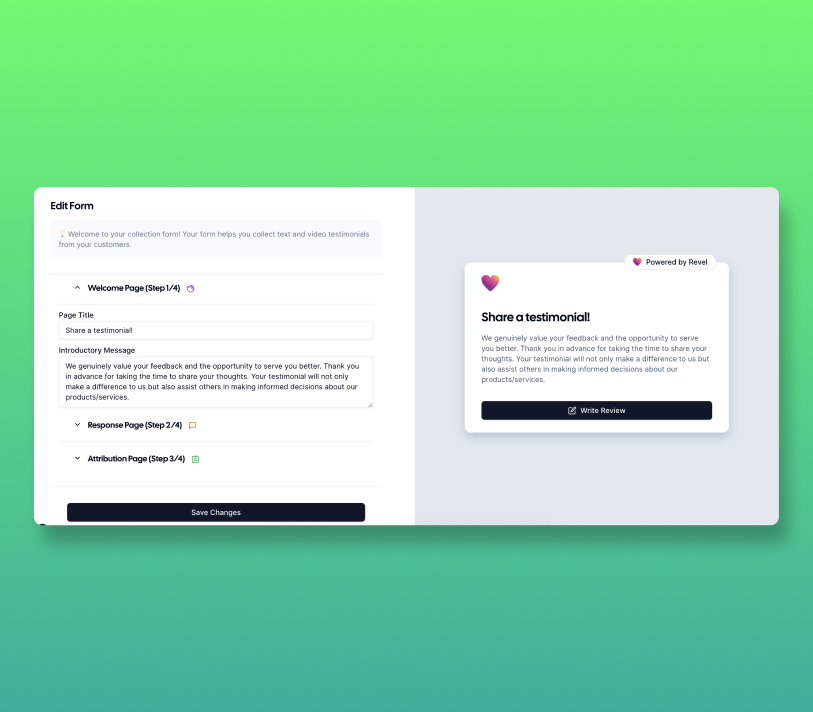 Edit Form
💡 Welcome to your collection form! Your form helps you collect text and video testimonials
from your customers.
Welcome Page (Step 1/4)
Page Title
Share a testimonial!
Introductory Message
We genuinely value your feedback and the opportunity to serve you better. Thank you
in advance for taking the time to share your thoughts. Your testimonial will not only
make a difference to us but also assist others in making informed decisions about our
products/services.
Response Page (Step 2/4)
Attribution Page (Step 3/4)
Save Changes
Powered by Revel
Share a testimonial!
We genuinely value your feedback and the opportunity to serve
you better. Thank you in advance for taking the time to share your
thoughts. Your testimonial will not only make a difference to us but
also assist others in making informed decisions about our
products/services.
Write Review